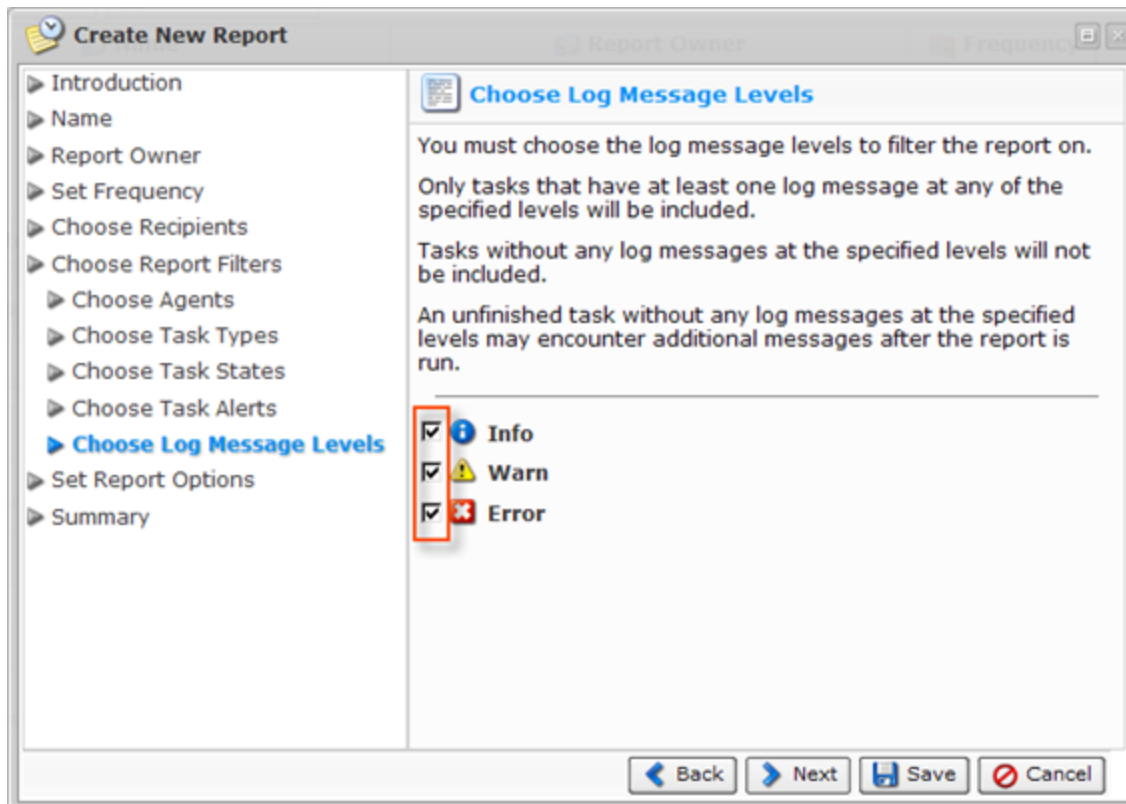 Create New Report
Name
Report Owner
Frequency
Introduction
Name
Report Owner
Set Frequency
Choose Recipients
Choose Report Filters
Choose Agents
Choose Task Types
Choose Task States
Choose Task Alerts
Choose Log Message Levels
Set Report Options
Summary
Choose Log Message Levels
You must choose the log message levels to filter the report on.
Only tasks that have at least one log message at any of the
specified levels will be included.
Tasks without any log messages at the specified levels will not
be included.
An unfinished task without any log messages at the specified
levels may encounter additional messages after the report is
run.
Info
Warn
Error
Back
Next
Save
Cancel